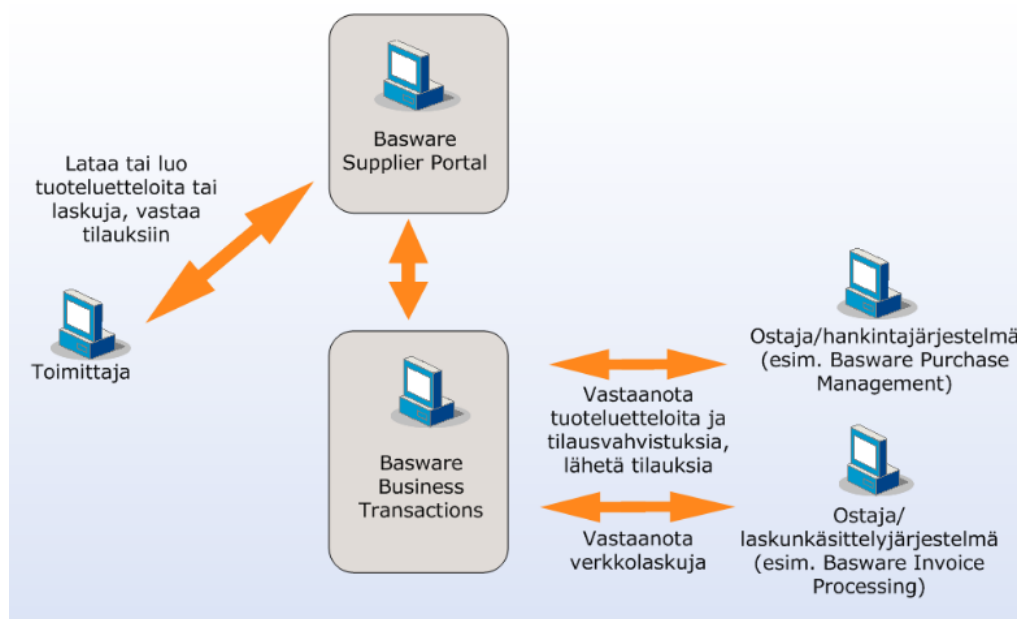 Basware
Supplier Portal
Lataa tai luo
tuoteluetteloita tai
laskuja, vastaa
tilauksiin
Toimittaja
Basware
Business
Transactions
Vastaanota
tuoteluetteloita ja
tilausvahvistuksia,
lähetä tilauksia
Vastaanota
verkkolaskuja
Ostaja/hankintajärjestelmä
(esim. Basware Purchase
Management)
Ostaja/
laskunkäsittelyjärjestelmä
(esim. Basware Invoice
Processing)